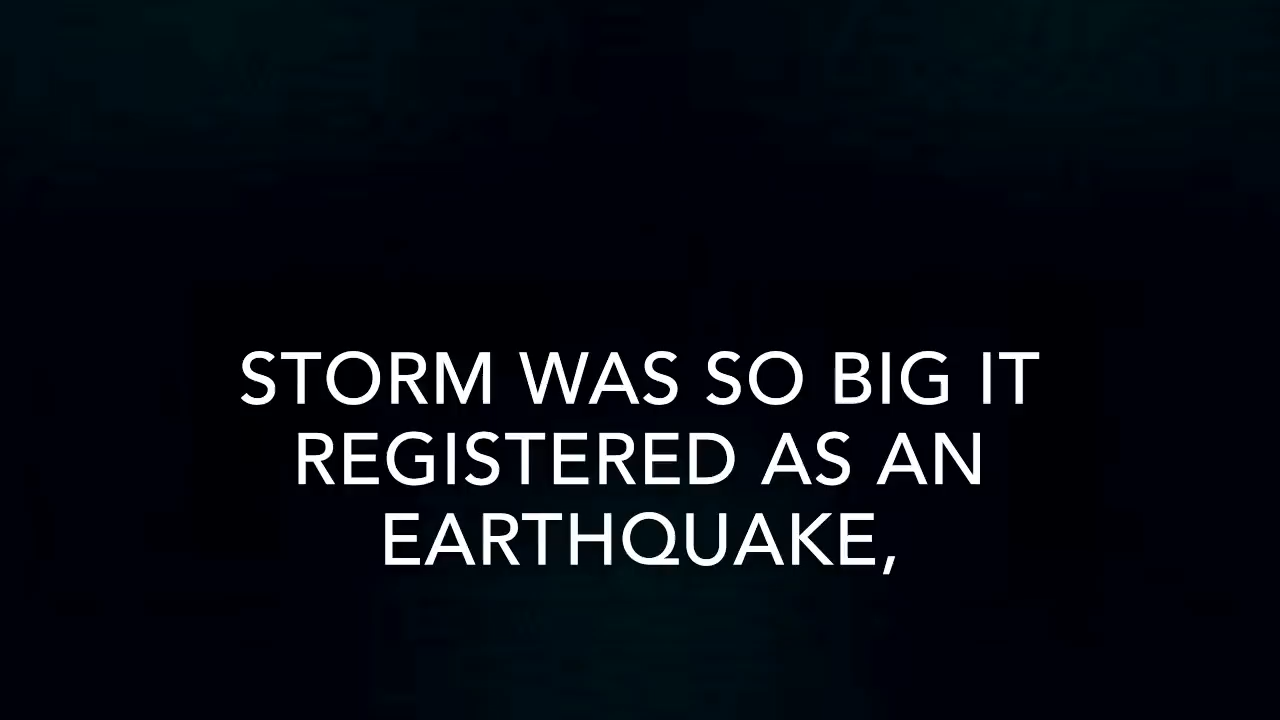 STORM WAS SO BIG IT
REGISTERED AS AN
EARTHQUAKE,